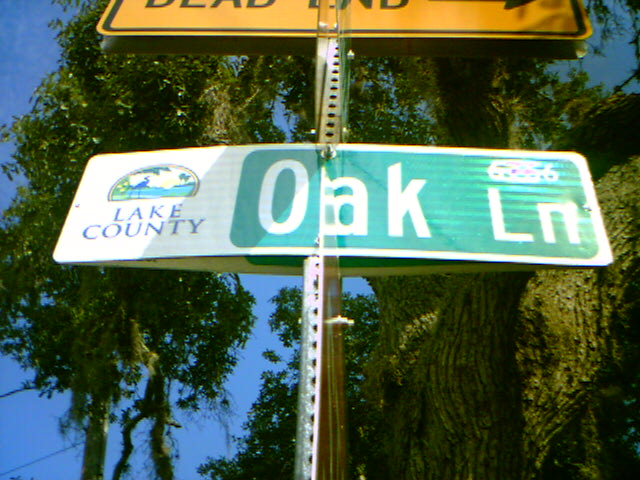 DEAD END
LAKE
COUNTY
Oak Ln